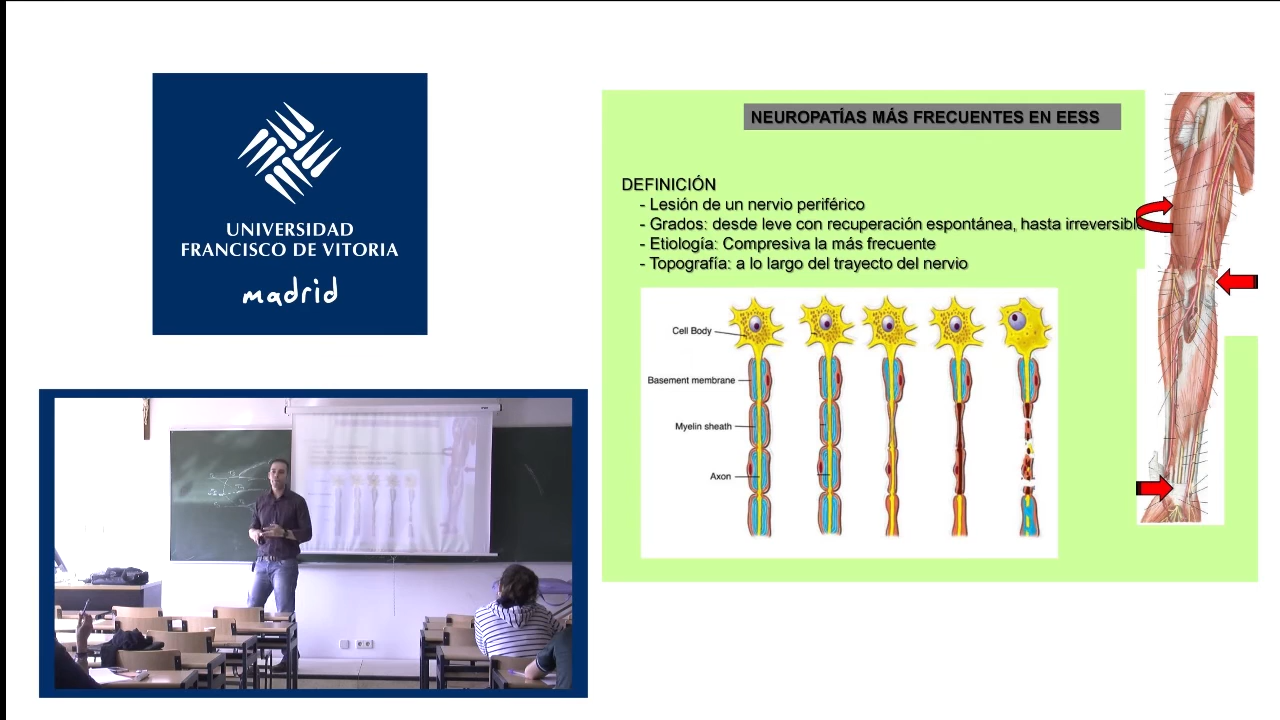 UNIVERSIDAD
FRANCISCO DE VITORIA
madrid
NEUROPATÍAS MÁS FRECUENTES EN EESS
DEFINICIÓN
- Lesión de un nervio periférico
- Grados: desde leve con recuperación espontánea, hasta irreversible
- Etiología: Compresiva la más frecuente
- Topografía: a lo largo del trayecto del nervio
Cell Body
Basement membrane
Myelin sheath
Axon